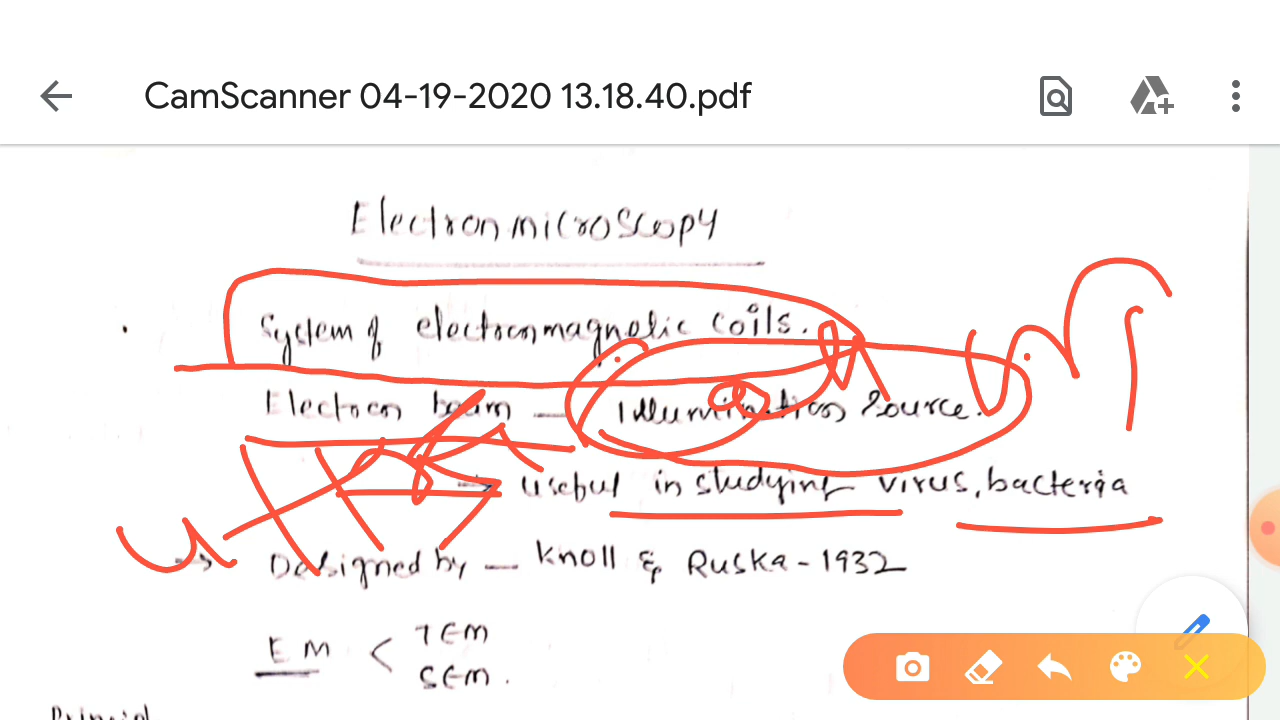 CamScanner 04-19-2020 13.18.40.pdf
Electron microscopy
System of electromagnetic coils.
Electron beam — Illumination Source.
→ Useful in studying virus, bacteria
→ Designed by — Knoll & Ruska - 1932
EM < TEM
SEM.